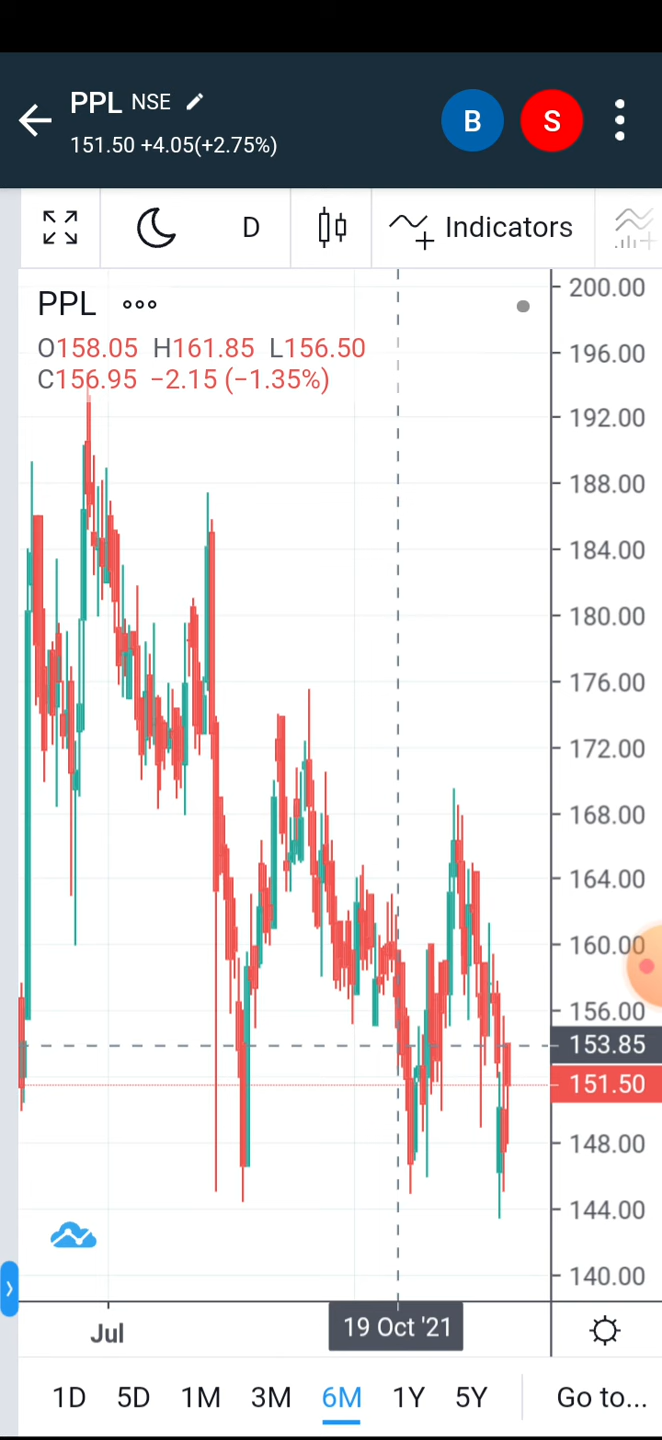 PPL NSE
B
S
151.50 +4.05(+2.75%)
D
Indicators
PPL
O158.05 H161.85 L156.50
C156.95 −2.15 (−1.35%)
200.00
196.00
192.00
188.00
184.00
180.00
176.00
172.00
168.00
164.00
160.00
156.00
153.85
151.50
148.00
144.00
140.00
Jul
19 Oct '21
1D 5D 1M 3M 6M 1Y 5Y Go to...